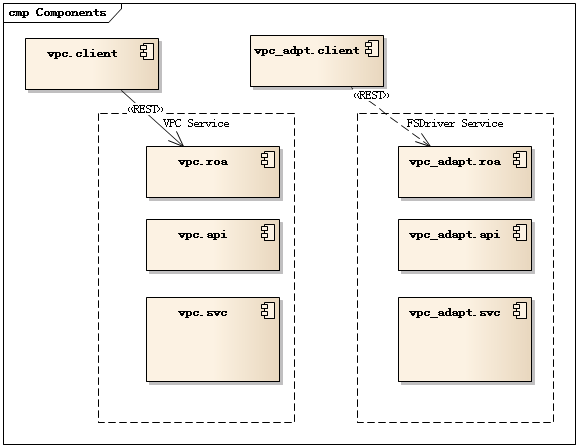 cmp Components
vpc.client
vpc_adpt.client
«REST»
«REST»
VPC Service
FSDriver Service
vpc.roa
vpc_adapt.roa
vpc.api
vpc_adapt.api
vpc.svc
vpc_adapt.svc